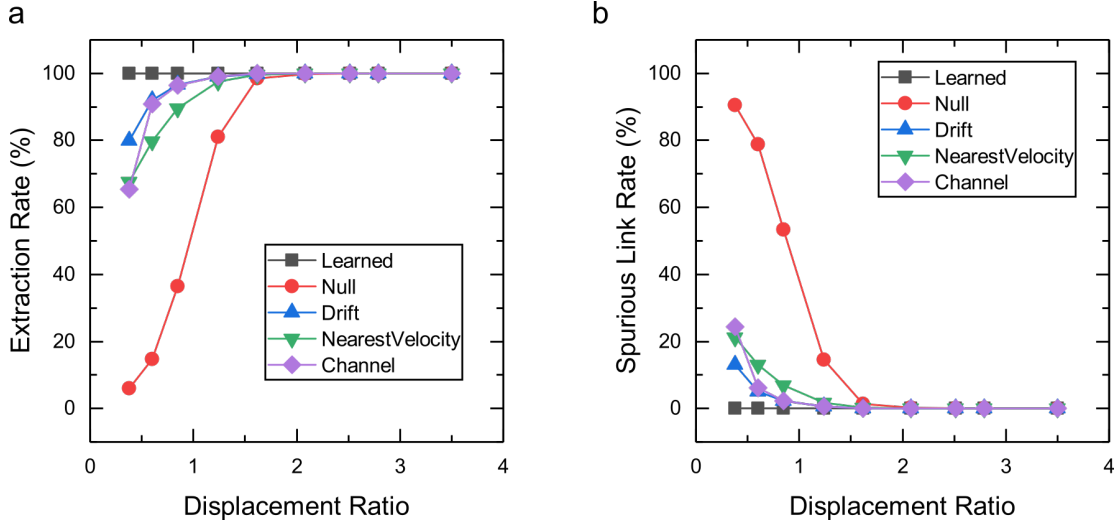 a
Extraction Rate (%)
100
80
60
40
20
0
Learned
Null
Drift
NearestVelocity
Channel
0 1 2 3 4
Displacement Ratio
b
Spurious Link Rate (%)
100
80
60
40
20
0
Learned
Null
Drift
NearestVelocity
Channel
0 1 2 3 4
Displacement Ratio